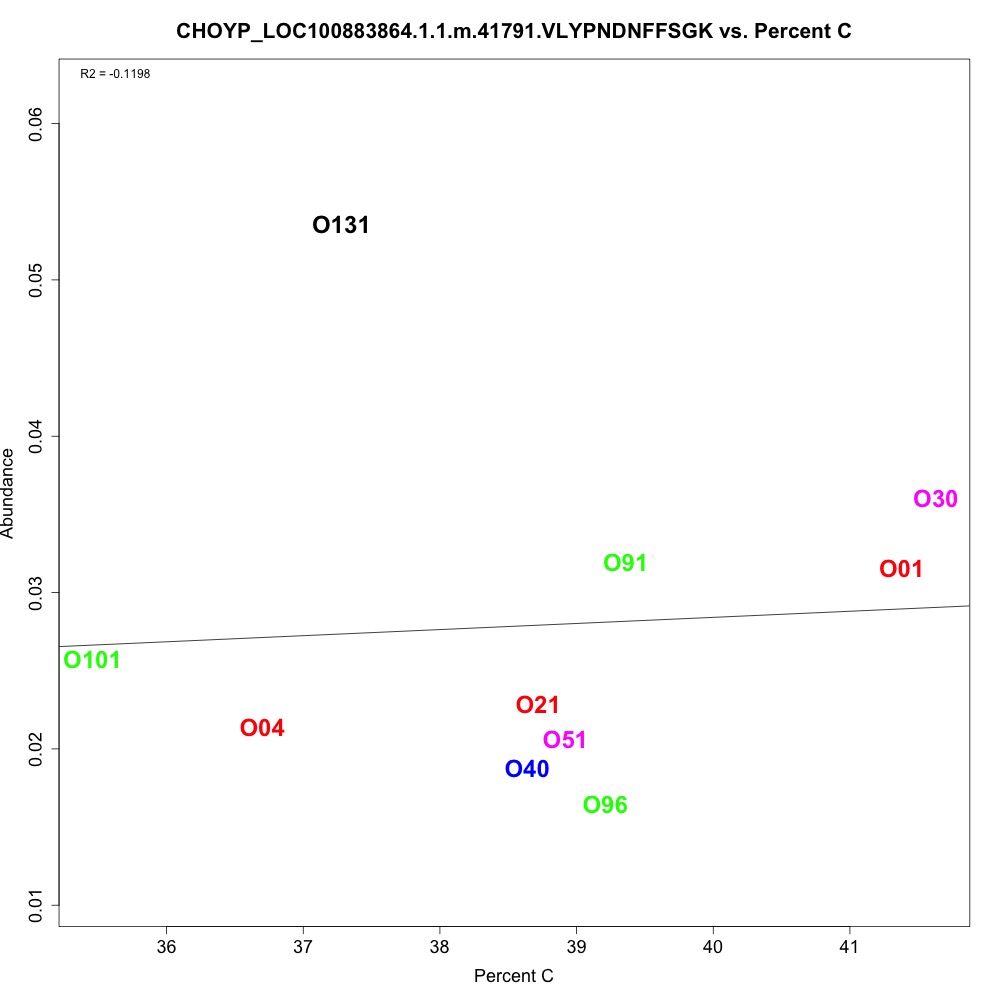 CHOYP_LOC100883864.1.1.m.41791.VLYPNDNFFSGK vs. Percent C
R2 = -0.1198
0.06
O131
0.05
0.04
Abundance
O30
O91
O01
0.03
O101
O21
O04
O51
0.02
O40
O96
0.01
36 37 38 39 40 41
Percent C